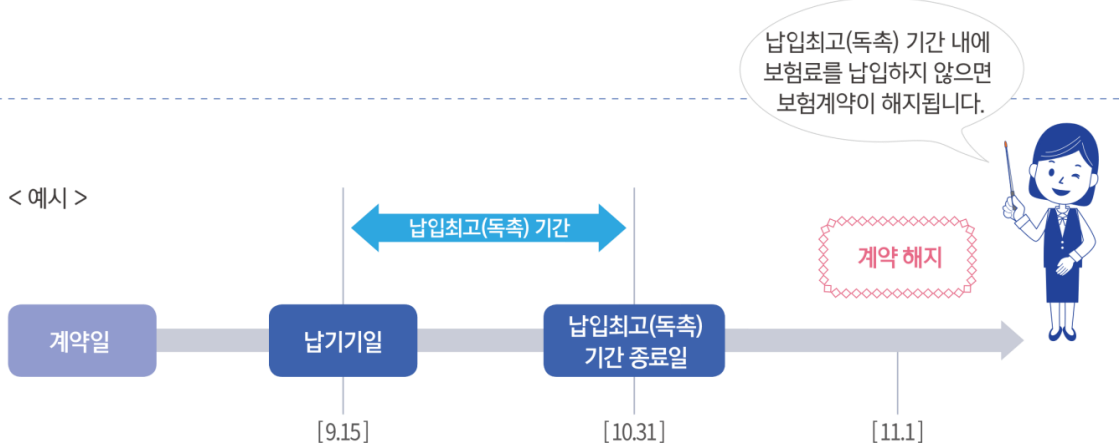 납입최고(독촉) 기간 내에
보험료를 납입하지 않으면
보험계약이 해지됩니다.
< 예시 >
납입최고(독촉) 기간
계약 해지
계약일
납기기일
납입최고(독촉)
기간 종료일
[9.15]
[10.31]
[11.1]